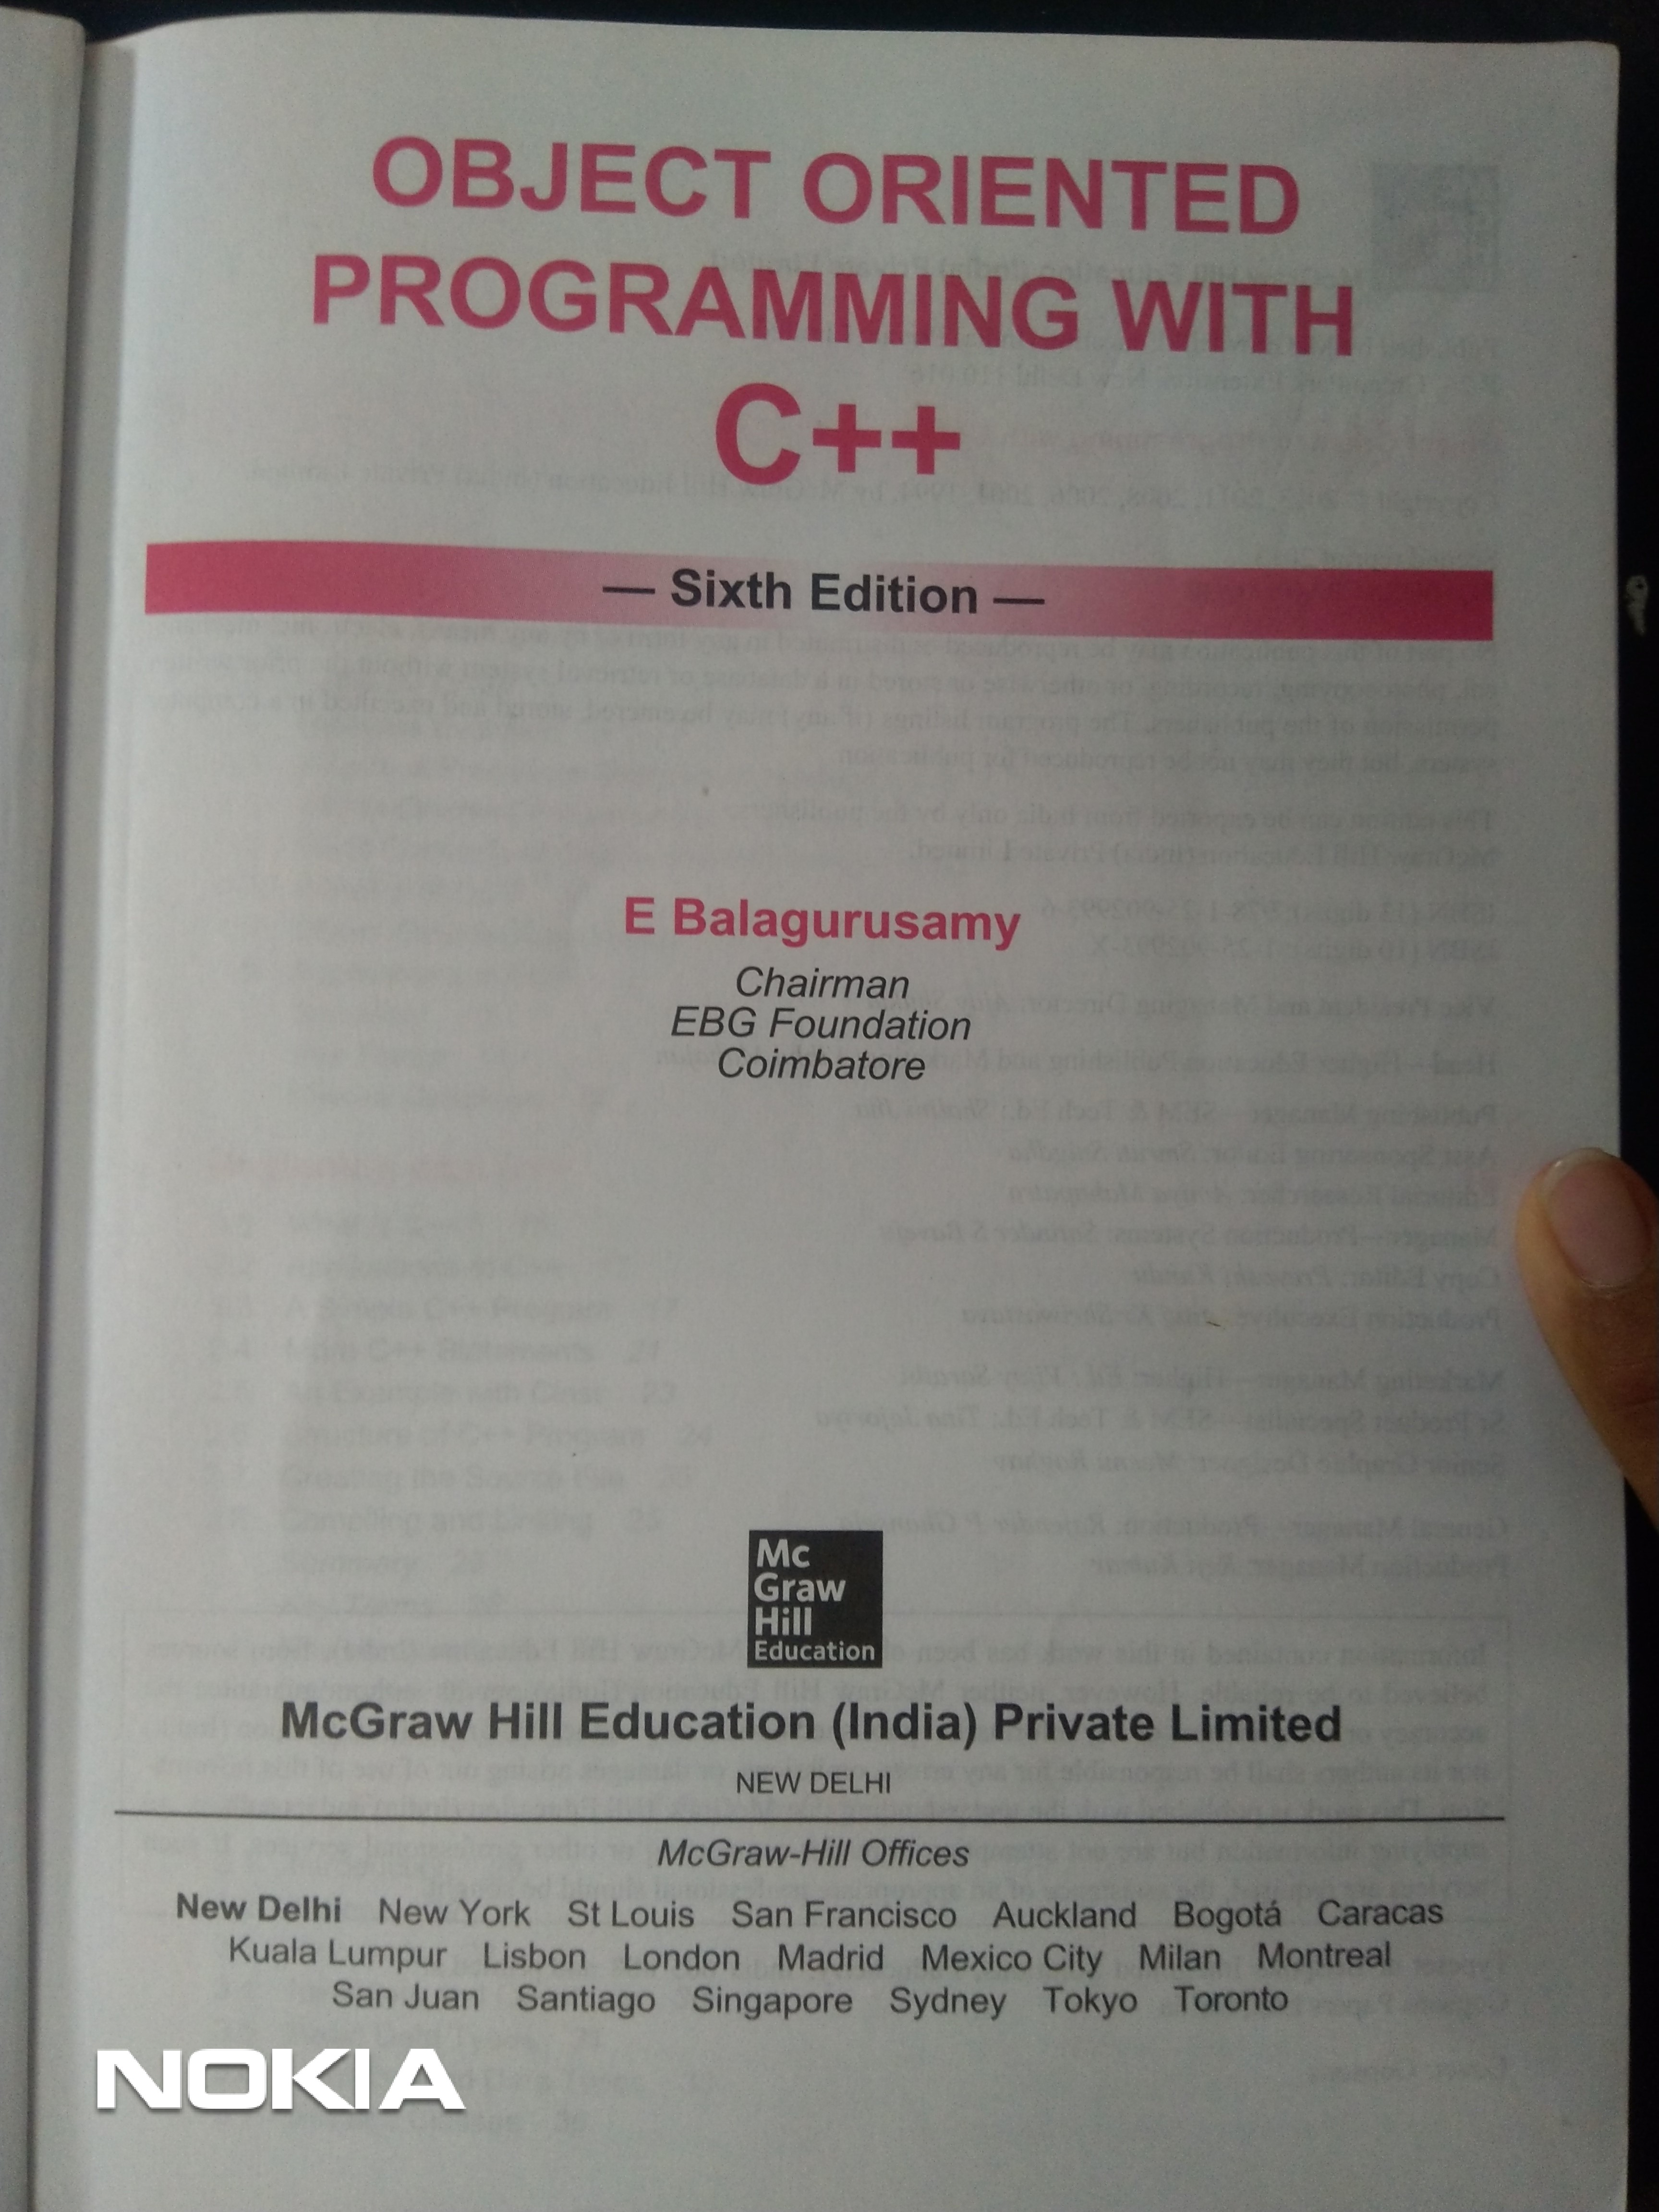 OBJECT ORIENTED
PROGRAMMING WITH
C++
— Sixth Edition —
E Balagurusamy
Chairman
EBG Foundation
Coimbatore
Mc
Graw
Hill
Education
McGraw Hill Education (India) Private Limited
NEW DELHI
McGraw-Hill Offices
New Delhi New York St Louis San Francisco Auckland Bogotá Caracas
Kuala Lumpur Lisbon London Madrid Mexico City Milan Montreal
San Juan Santiago Singapore Sydney Tokyo Toronto
NOKIA